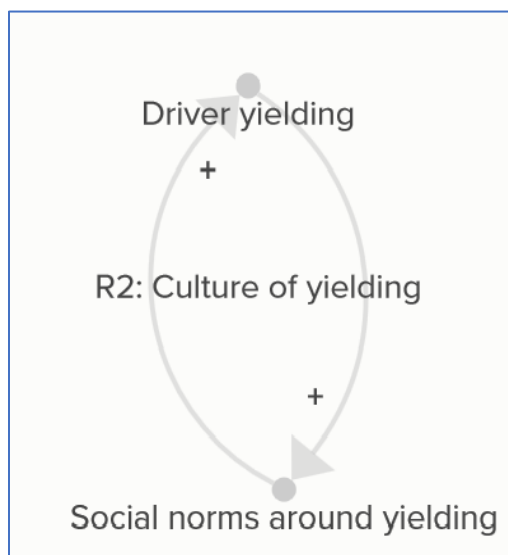 Driver yielding
+
R2: Culture of yielding
+
Social norms around yielding